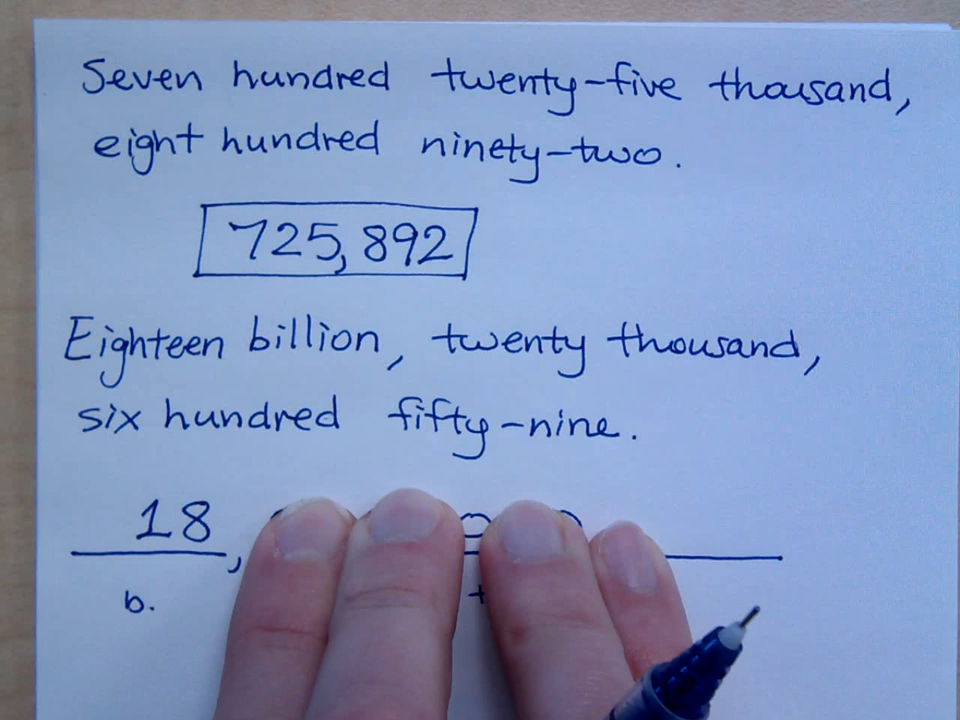 Seven hundred twenty-five thousand,
eight hundred ninety-two.
725,892
Eighteen billion, twenty thousand,
six hundred fifty-nine.
18,
b.